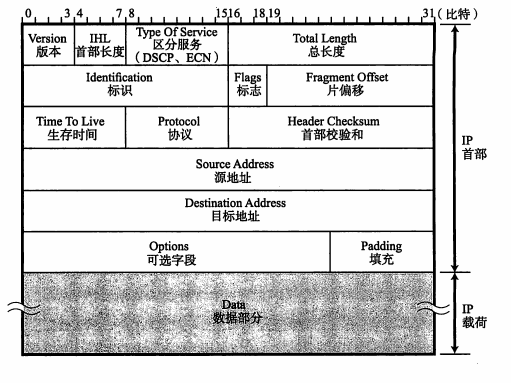 0 3 4 7 8 15 16 18 19 31 (比特)
Version IHL Type Of Service Total Length
版本 首部长度 区分服务 总长度
(DSCP、ECN)
Identification Flags Fragment Offset
标识 标志 片偏移
Time To Live Protocol Header Checksum
生存时间 协议 首部校验和
IP
首部
Source Address
源地址
Destination Address
目标地址
Options Padding
可选字段 填充
Data
数据部分
IP
载荷